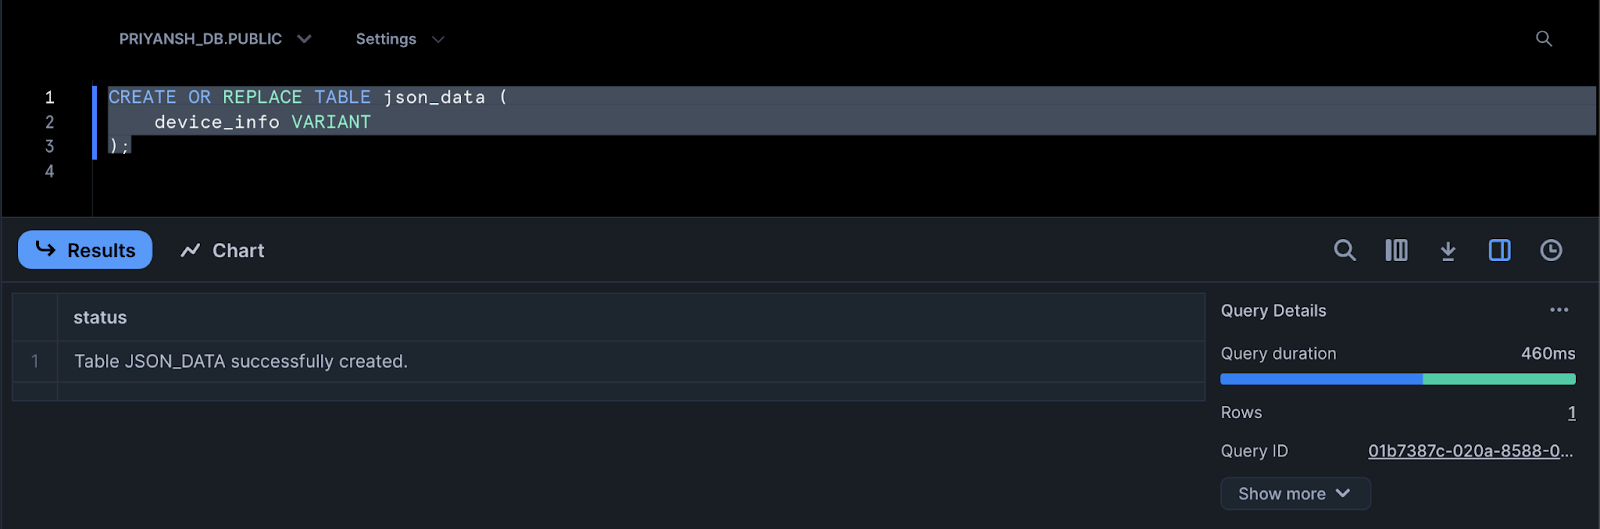 PRIYANSH_DB.PUBLIC Settings
1 CREATE OR REPLACE TABLE json_data (
2 device_info VARIANT
3 );
4
Results Chart
status
1 Table JSON_DATA successfully created.
Query Details ...
Query duration 460ms
Rows 1
Query ID 01b7387c-020a-8588-0...
Show more